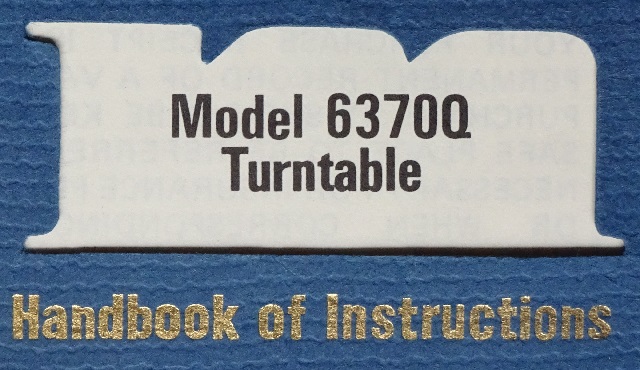 Model 6370Q
Turntable
Handbook of Instructions